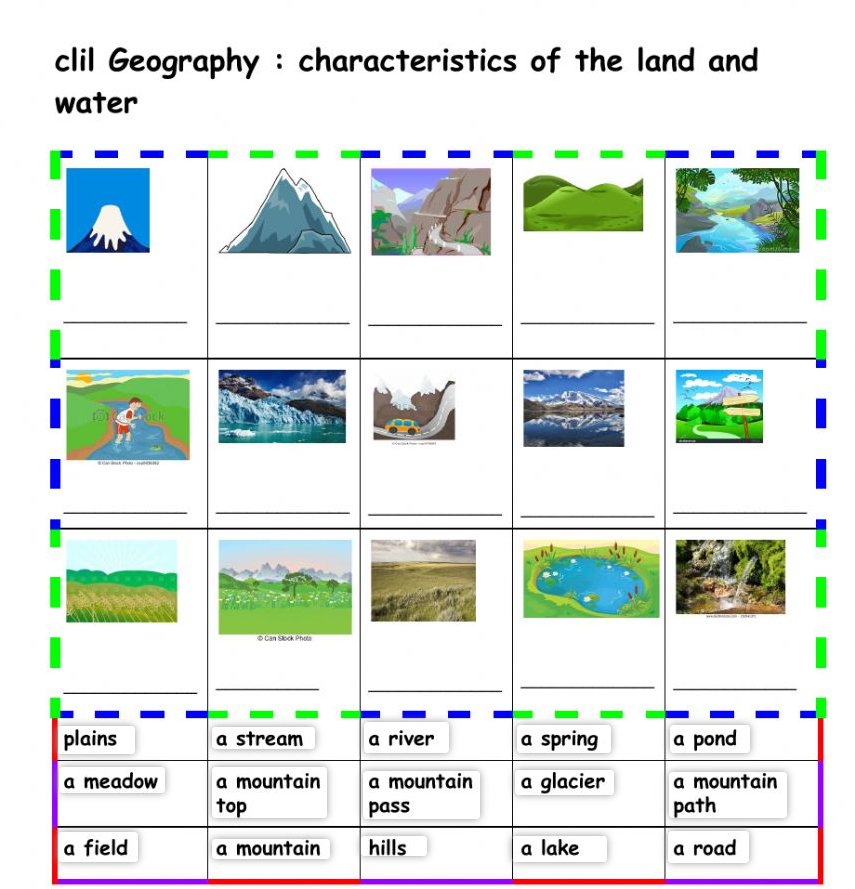 clil Geography : characteristics of the land and
water
© Can Stock Photo
plains
a stream
a river
a spring
a pond
a meadow
a mountain
top
a mountain
pass
a glacier
a mountain
path
a field
a mountain
hills
a lake
a road